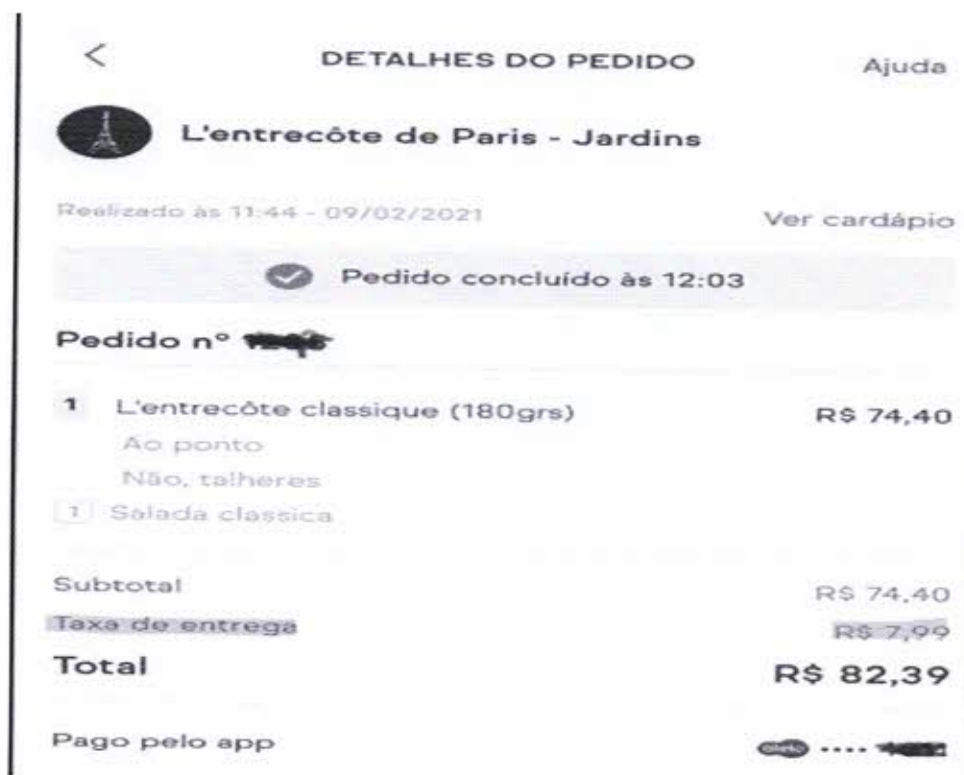 < DETALHES DO PEDIDO Ajuda
L'entrecôte de Paris - Jardins
Realizado às 11:44 - 09/02/2021 Ver cardápio
Pedido concluído às 12:03
Pedido nº
1 L'entrecôte classique (180grs) R$ 74,40
Ao ponto
Não, talheres
1 Salada classica
Subtotal R$ 74,40
Taxa de entrega R$ 7,99
Total R$ 82,39
Pago pelo app ••••